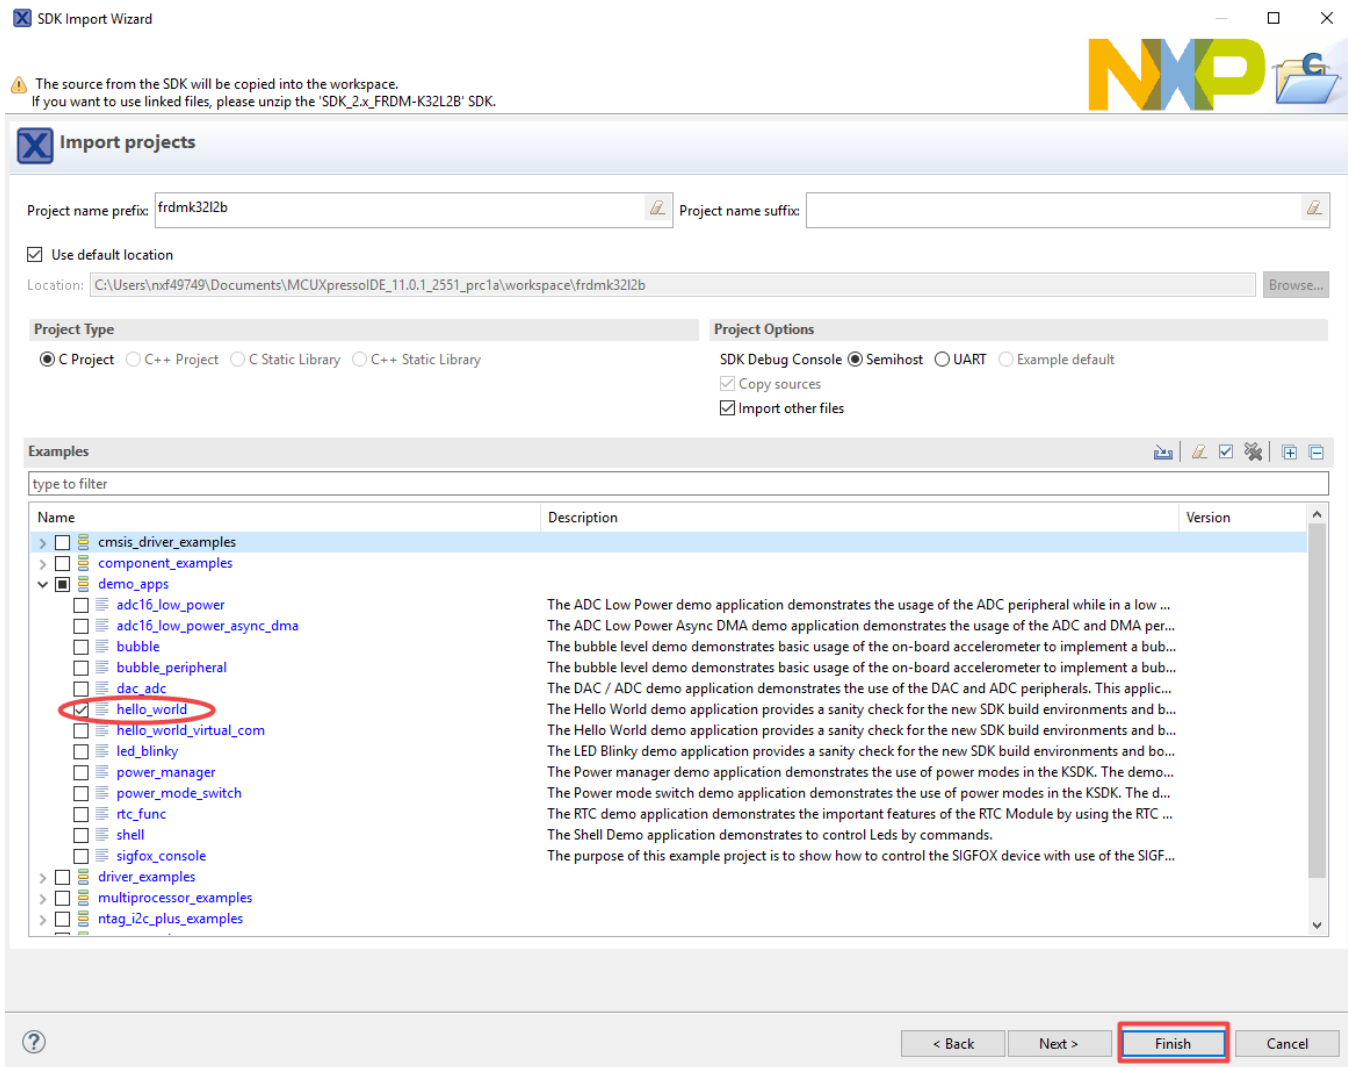 SDK Import Wizard
The source from the SDK will be copied into the workspace.
If you want to use linked files, please unzip the 'SDK_2.x_FRDM-K32L2B' SDK.
NXP
Import projects
Project name prefix: frdmk32l2b Project name suffix:
Use default location
Location: C:\Users\nxf49749\Documents\MCUXpressoIDE_11.0.1_2551_prc1a\workspace\frdmk32l2b Browse...
Project Type Project Options
C Project C++ Project C Static Library C++ Static Library SDK Debug Console Semihost UART Example default
Copy sources
Import other files
Examples
type to filter
Name Description Version
cmsis_driver_examples
component_examples
demo_apps
adc16_low_power The ADC Low Power demo application demonstrates the usage of the ADC peripheral while in a low ...
adc16_low_power_async_dma The ADC Low Power Async DMA demo application demonstrates the usage of the ADC and DMA per...
bubble The bubble level demo demonstrates basic usage of the on-board accelerometer to implement a bub...
bubble_peripheral The bubble level demo demonstrates basic usage of the on-board accelerometer to implement a bub...
dac_adc The DAC / ADC demo application demonstrates the use of the DAC and ADC peripherals. This applic...
hello_world The Hello World demo application provides a sanity check for the new SDK build environments and b...
hello_world_virtual_com The Hello World demo application provides a sanity check for the new SDK build environments and b...
led_blinky The LED Blinky demo application provides a sanity check for the new SDK build environments and bo...
power_manager The Power manager demo application demonstrates the use of power modes in the KSDK. The demo...
power_mode_switch The Power mode switch demo application demonstrates the use of power modes in the KSDK. The d...
rtc_func The RTC demo application demonstrates the important features of the RTC Module by using the RTC ...
shell The Shell Demo application demonstrates to control Leds by commands.
sigfox_console The purpose of this example project is to show how to control the SIGFOX device with use of the SIGF...
driver_examples
multiprocessor_examples
ntag_i2c_plus_examples
< Back Next > Finish Cancel